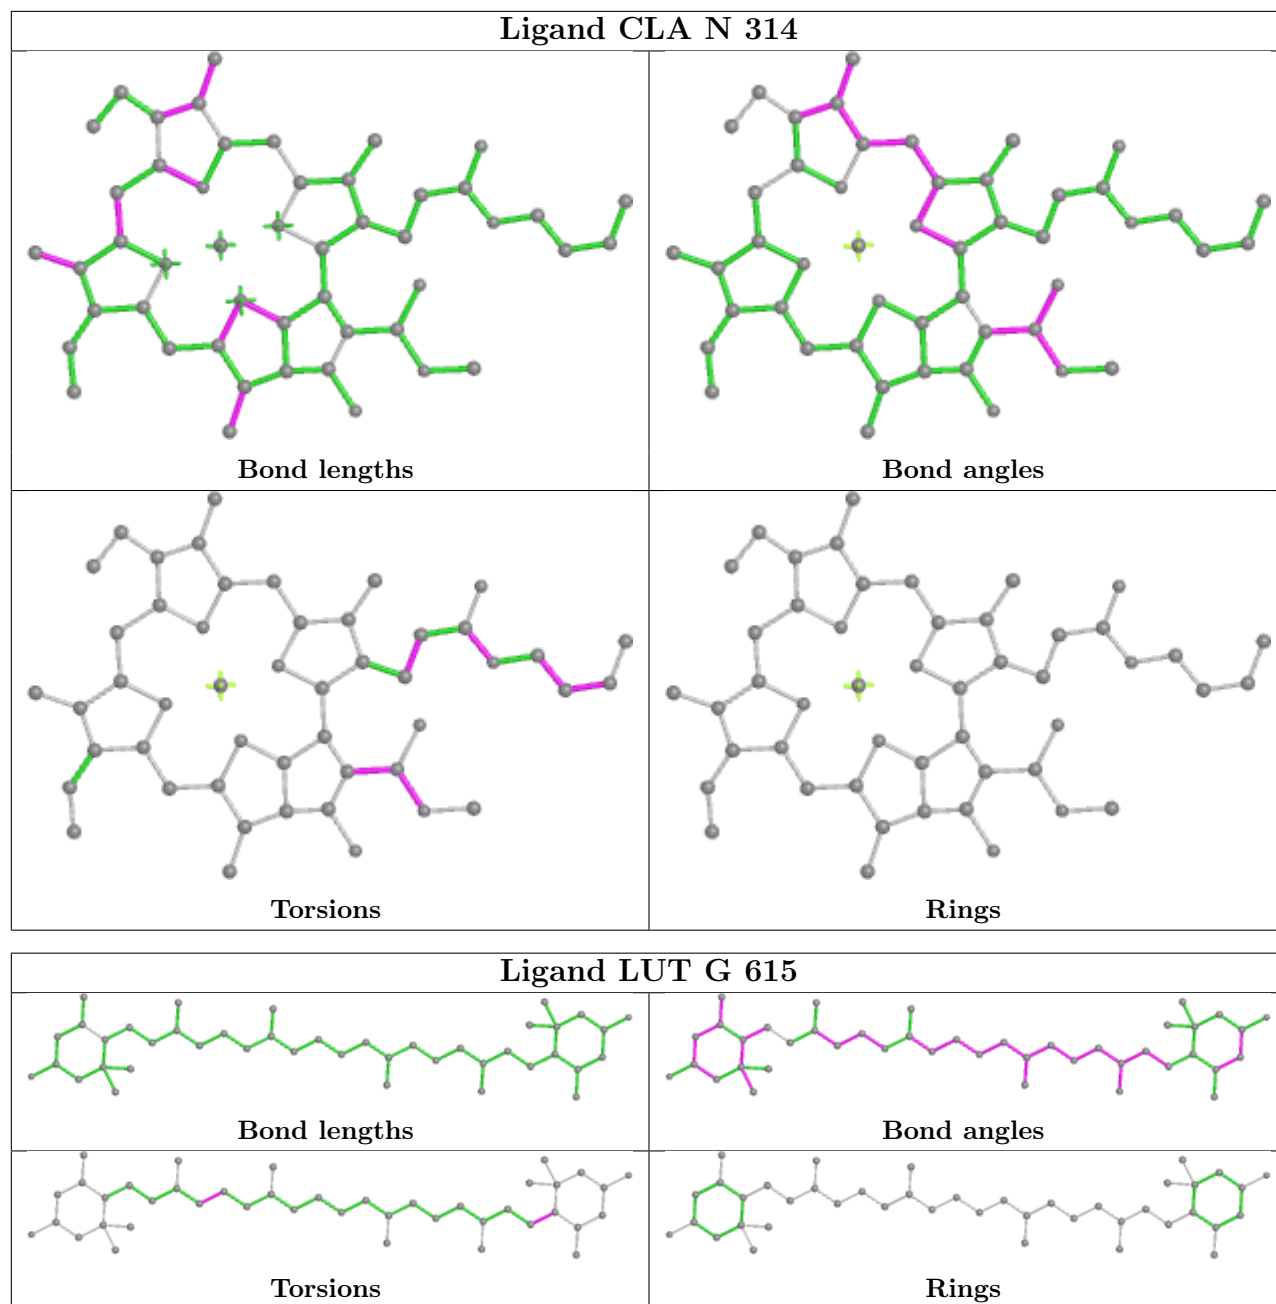 Ligand CLA N 314
Bond lengths
Bond angles
Torsions
Rings
Ligand LUT G 615
Bond lengths
Bond angles
Torsions
Rings